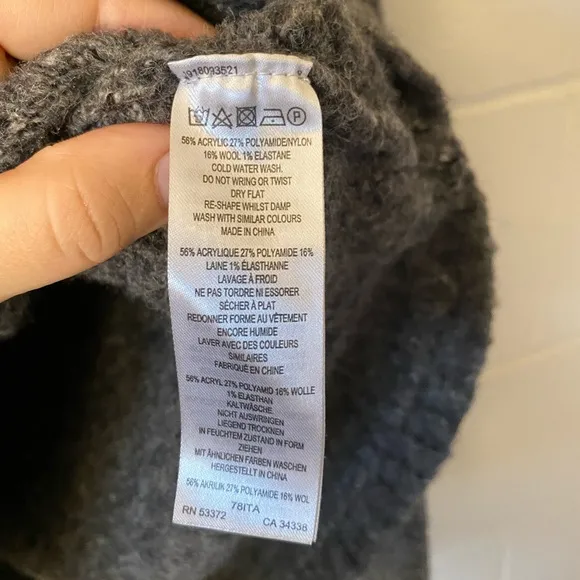 56% ACRYLIC 27% POLYAMIDE/NYLON
16% WOOL 1% ELASTANE
COLD WATER WASH.
DO NOT WRING OR TWIST
DRY FLAT
RE-SHAPE WHILST DAMP
WASH WITH SIMILAR COLOURS
MADE IN CHINA
56% ACRYLIQUE 27% POLYAMIDE 16%
LAINE 1% ÉLASTHANNE
LAVAGE À FROID
NE PAS TORDRE NI ESSORER
SÉCHER À PLAT
REDONNER FORME AU VÊTEMENT
ENCORE HUMIDE
LAVER AVEC DES COULEURS
SIMILAIRES
FABRIQUÉ EN CHINE
56% ACRYL 27% POLYAMID 16% WOLLE
1% ELASTHAN
KALTWÄSCHE
NICHT AUSWRINGEN
LIEGEND TROCKNEN
IN FEUCHTEM ZUSTAND IN FORM
ZIEHEN
MIT ÄHNLICHEN FARBEN WASCHEN
HERGESTELLT IN CHINA
56% AKRILIK 27% POLYAMIDE 16% WOL
78ITA
RN 53372 CA 34338